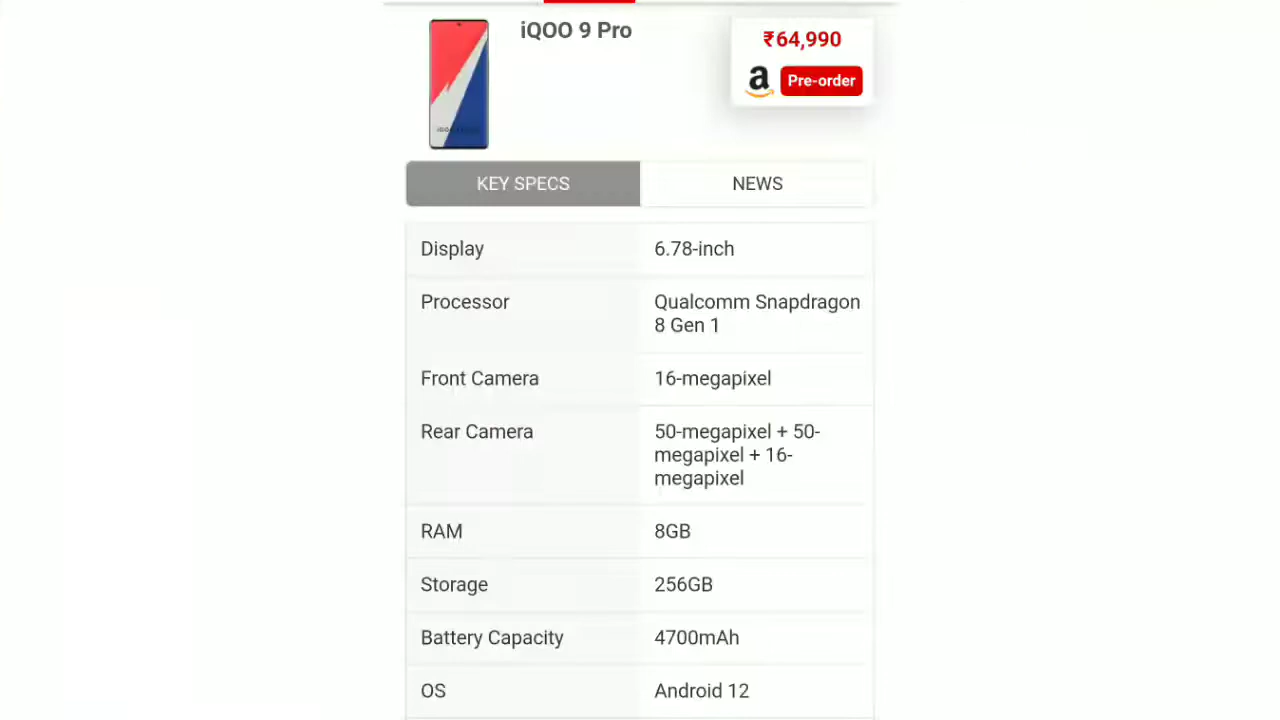 iQOO 9 Pro
₹64,990
a Pre-order
KEY SPECS NEWS
Display 6.78-inch
Processor Qualcomm Snapdragon
8 Gen 1
Front Camera 16-megapixel
Rear Camera 50-megapixel + 50-
megapixel + 16-
megapixel
RAM 8GB
Storage 256GB
Battery Capacity 4700mAh
OS Android 12